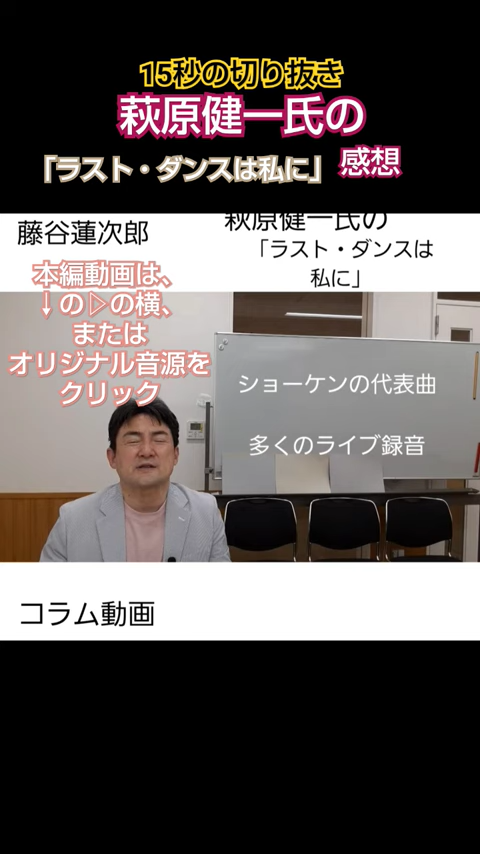 15秒の切り抜き
萩原健一氏の
「ラスト・ダンスは私に」感想
藤谷蓮次郎
萩原健一氏の
「ラスト・ダンスは
私に」
本編動画は、
↓の▷の横、
または
オリジナル音源を
クリック
ショーケンの代表曲
多くのライブ録音
コラム動画